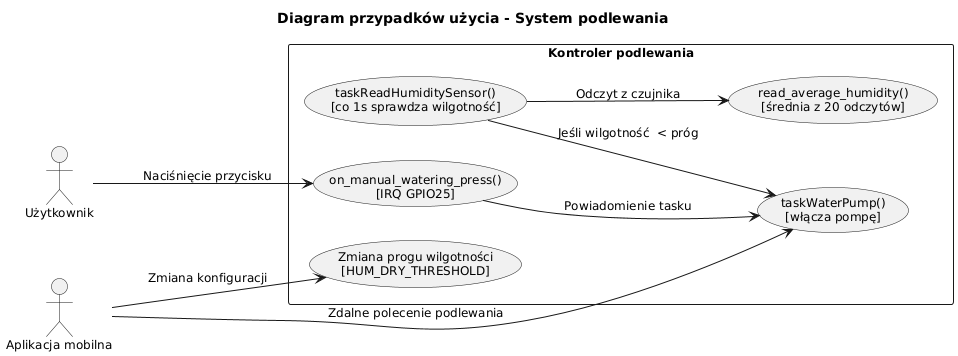 Diagram przypadków użycia - System podlewania
Kontroler podlewania
taskReadHumiditySensor()
[co 1s sprawdza wilgotność]
Odczyt z czujnika
read_average_humidity()
[średnia z 20 odczytów]
Jeśli wilgotność < próg
Użytkownik
Naciśnięcie przycisku
on_manual_watering_press()
[IRQ GPIO25]
Powiadomienie tasku
taskWaterPump()
[włącza pompę]
Aplikacja mobilna
Zmiana konfiguracji
Zmiana progu wilgotności
[HUM_DRY_THRESHOLD]
Zdalne polecenie podlewania